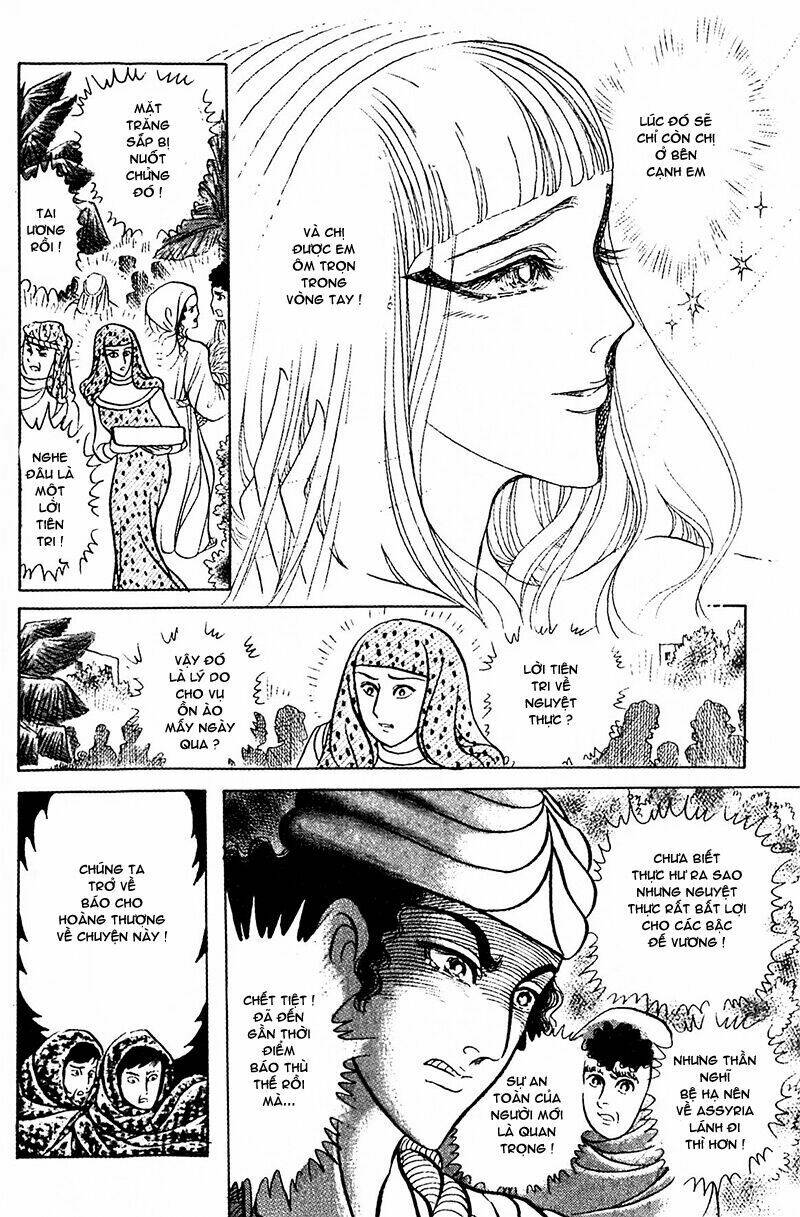 LÚC ĐÓ SẼ
CHỈ CÒN CHỊ
Ở BÊN
CẠNH EM
VÀ CHỊ
ĐƯỢC EM
ÔM TRỌN
TRONG
VÒNG TAY !
MẶT
TRĂNG
SẮP BỊ
NUỐT
CHỬNG
ĐÓ !
TAI
ƯƠNG
RỒI !
NGHE
ĐÂU LÀ
MỘT
LỜI
TIÊN
TRI !
VẬY ĐÓ
LÀ LÝ DO
CHO VỤ
ỒN ÀO
MẤY NGÀY
QUA ?
LỜI TIÊN
TRI VỀ
NGUYỆT
THỰC ?
CHÚNG TA
TRỞ VỀ
BÁO CHO
HOÀNG THƯỢNG
VỀ CHUYỆN NÀY !
CHƯA BIẾT
THỰC HƯ RA SAO
NHƯNG NGUYỆT
THỰC RẤT BẤT LỢI
CHO CÁC BẬC
ĐẾ VƯƠNG !
CHẾT TIỆT !
ĐÃ ĐẾN
GẦN THỜI
ĐIỂM
BÁO THÙ
THẾ RỒI
MÀ...
SỰ AN
TOÀN CỦA
NGƯỜI MỚI
LÀ QUAN
TRỌNG !
NHƯNG THẦN
NGHĨ
BỆ HẠ NÊN
VỀ ASSYRIA
LÁNH ĐI
THÌ HƠN !